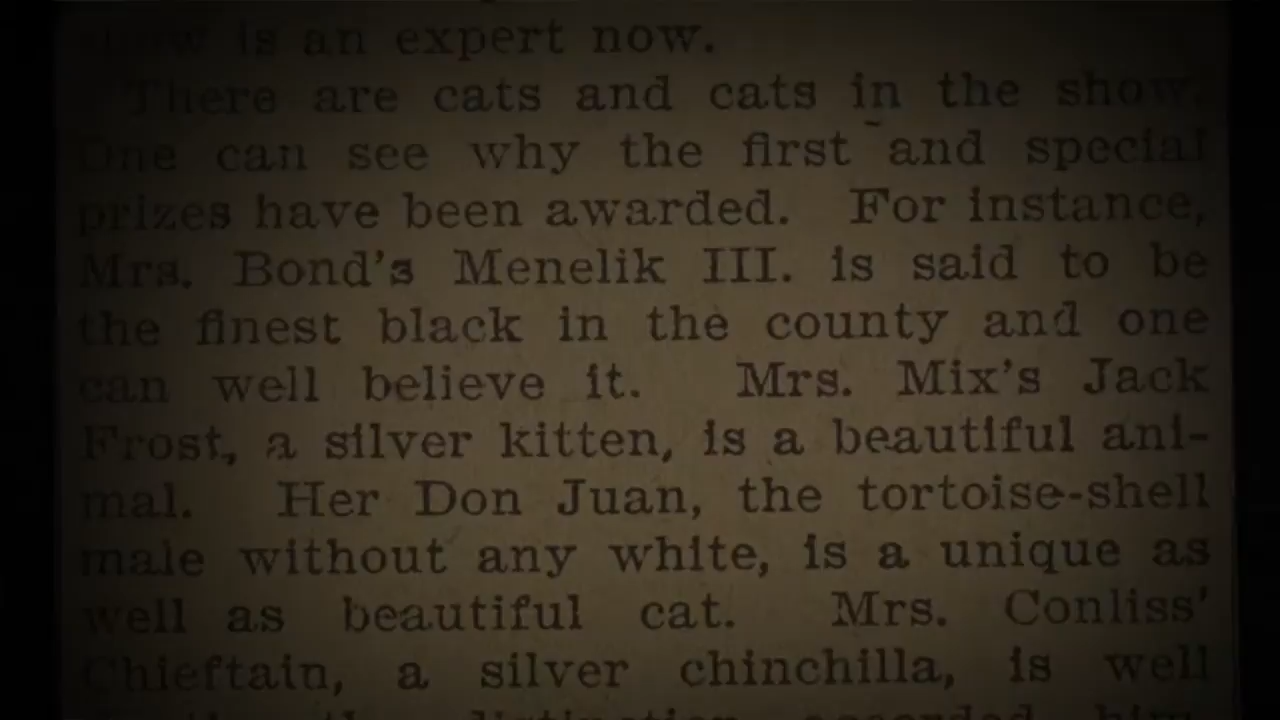 show is an expert now.
There are cats and cats in the show.
One can see why the first and special
prizes have been awarded. For instance,
Mrs. Bond's Menelik III. is said to be
the finest black in the county and one
can well believe it. Mrs. Mix's Jack
Frost, a silver kitten, is a beautiful ani-
mal. Her Don Juan, the tortoise-shell
male without any white, is a unique as
well as beautiful cat. Mrs. Conliss'
Chieftain, a silver chinchilla, is well